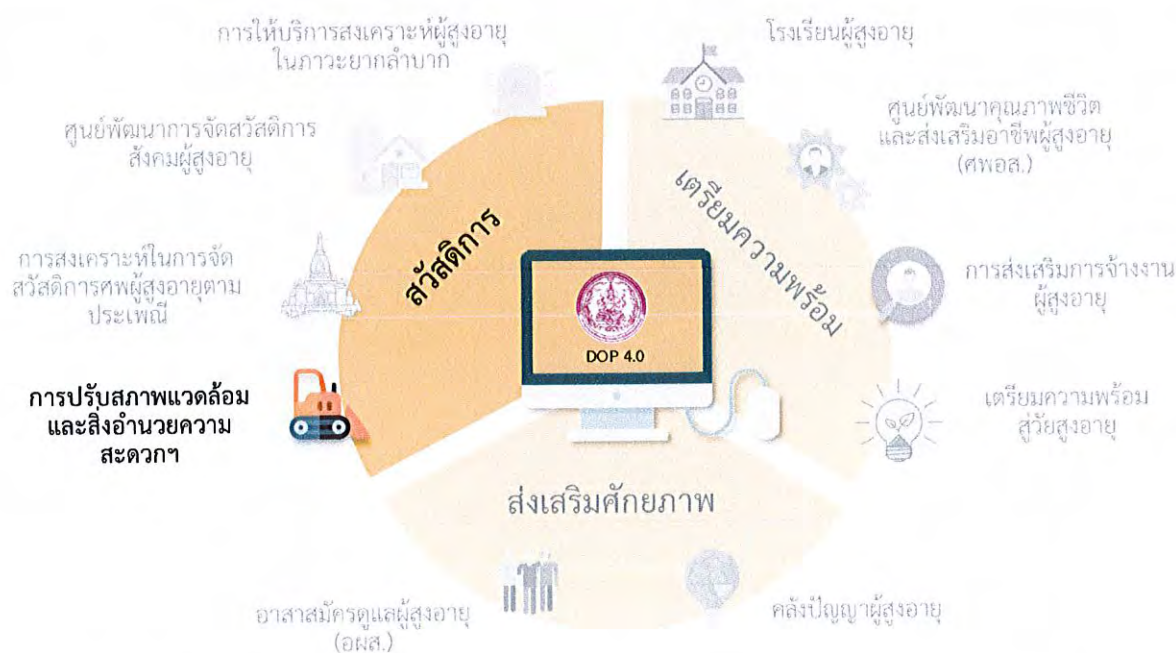 การให้บริการสงเคราะห์ผู้สูงอายุ
ในภาวะยากลำบาก
โรงเรียนผู้สูงอายุ
ศูนย์พัฒนาการจัดสวัสดิการ
สังคมผู้สูงอายุ
ศูนย์พัฒนาคุณภาพชีวิต
และส่งเสริมอาชีพผู้สูงอายุ
(ศพอส.)
สวัสดิการ
เตรียมความพร้อม
การสงเคราะห์ในการจัด
สวัสดิการศพผู้สูงอายุตาม
ประเพณี
การส่งเสริมการจ้างงาน
ผู้สูงอายุ
DOP 4.0
การปรับสภาพแวดล้อม
และสิ่งอำนวยความ
สะดวกฯ
เตรียมความพร้อม
สู่วัยสูงอายุ
ส่งเสริมศักยภาพ
อาสาสมัครดูแลผู้สูงอายุ
(อผส.)
คลังปัญญาผู้สูงอายุ